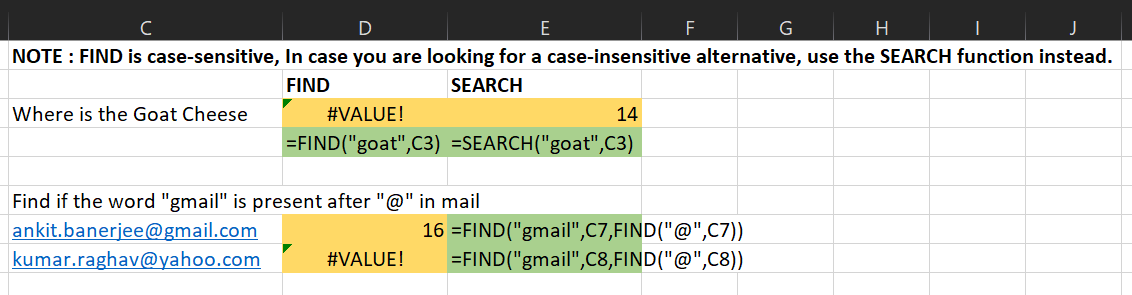 C D E F G H I J
NOTE : FIND is case-sensitive, In case you are looking for a case-insensitive alternative, use the SEARCH function instead.
FIND SEARCH
Where is the Goat Cheese #VALUE! 14
=FIND("goat",C3) =SEARCH("goat",C3)
Find if the word "gmail" is present after "@" in mail
ankit.banerjee@gmail.com 16 =FIND("gmail",C7,FIND("@",C7))
kumar.raghav@yahoo.com #VALUE! =FIND("gmail",C8,FIND("@",C8))